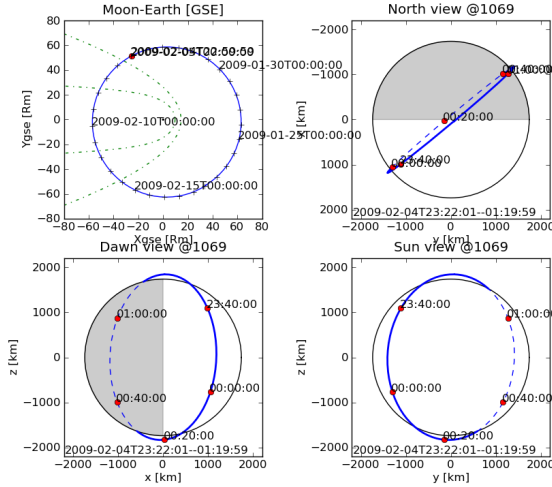 Moon-Earth [GSE]
North view @1069
80
60
40
20
0
−20
−40
−60
−80
Ygse [Rm]
2009-01-30T00:00:00
2009-02-10T00:00:00
2009-01-25T00:00:00
2009-02-15T00:00:00
−80 −60 −40 −20 0 20 40 60 80
Xgse [Rm]
−2000
−1000
0
1000
2000
x [km]
01:00:00
00:20:00
23:40:00
00:00:00
2009-02-04T23:22:01--01:19:59
−2000 −1000 0 1000 2000
y [km]
Dawn view @1069
Sun view @1069
2000
1000
0
−1000
−2000
z [km]
23:40:00
01:00:00
00:00:00
00:40:00
00:20:00
2009-02-04T23:22:01--01:19:59
−2000 −1000 0 1000 2000
x [km]
2000
1000
0
−1000
−2000
z [km]
23:40:00
01:00:00
00:00:00
00:40:00
00:20:00
2009-02-04T23:22:01--01:19:59
−2000 −1000 0 1000 2000
y [km]